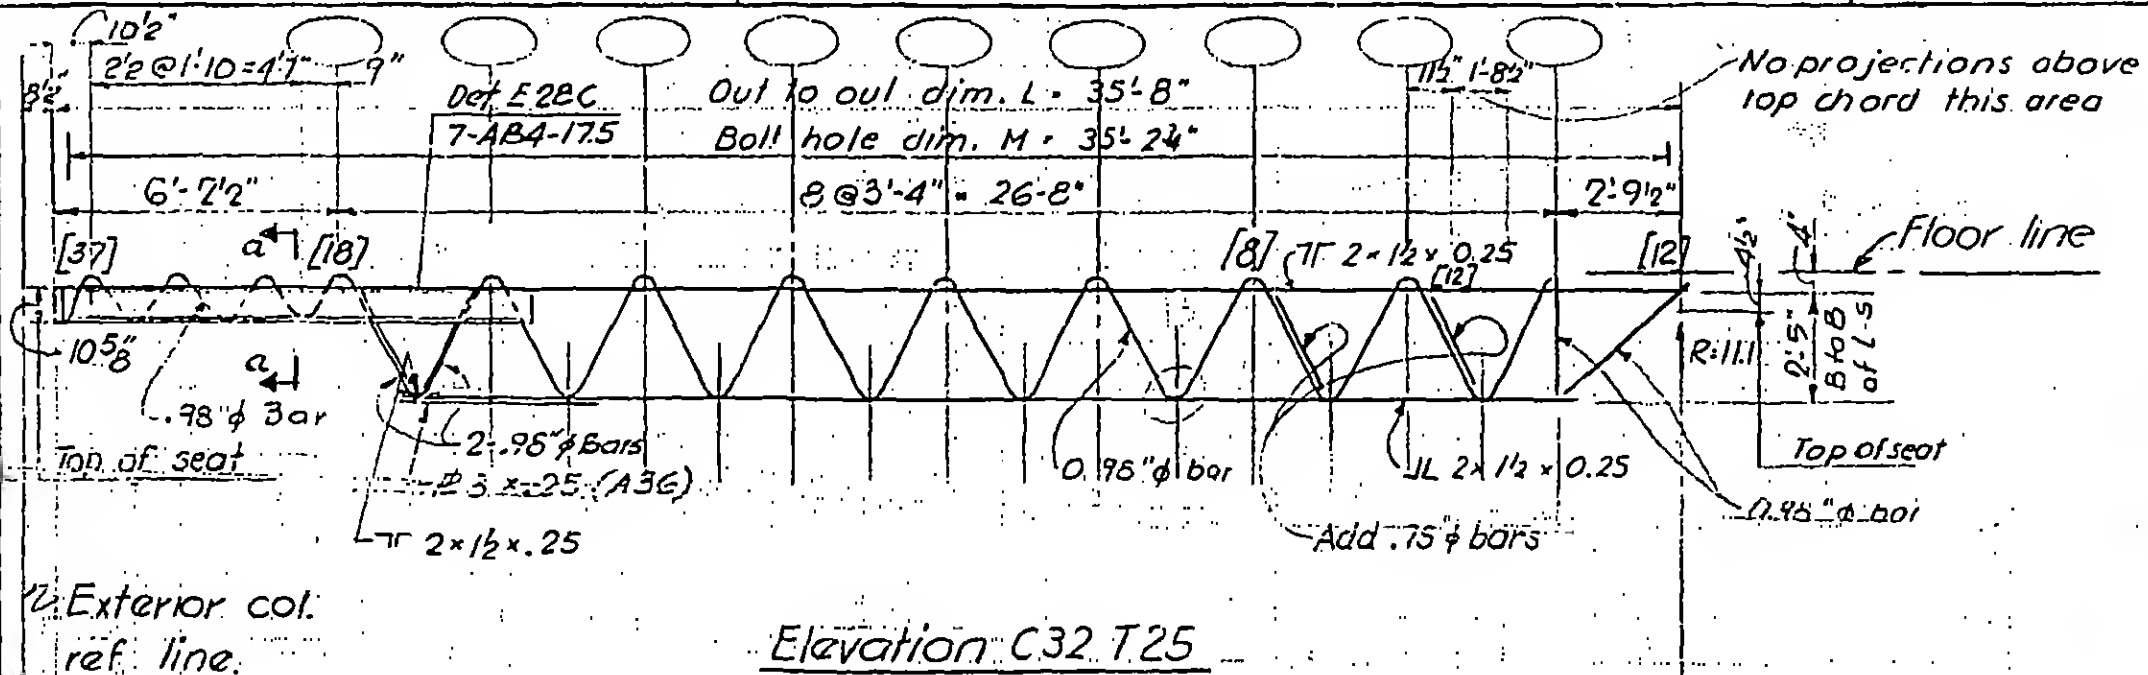 10½"
2½@1'-10=4'-7"
9"
8½"
Det E 28C
7-AB4-17.5
Out to out dim. L = 35'-8"
Bolt hole dim. M = 35'-2¾"
11½"
1'-8½"
No projections above
top chord this area
6'-2½"
8 @3'-4" = 26'-8"
2'-9½"
a
[37]
[18]
[8]
⅂Γ 2×1½×0.25
[12]
[12]
4½"
4"
Floor line
10⅝"
a
.98"φ Bar
2-.98"φ Bars
R=11.1
2'-5"
B to B
of L-S
Top of seat
3 × .25 (A36)
0.98"φ bar
⅃L 2×1½×0.25
Top of seat
0.98"φ bar
⅂Γ 2×1½×.25
Add .75"φ bars
Exterior col.
ref. line.
Elevation C32 T25